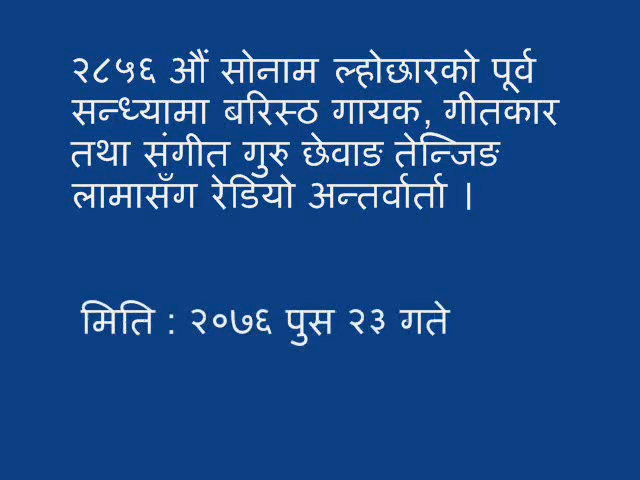 २८५६ औं सोनाम ल्होछारको पूर्व
सन्ध्यामा बरिस्ठ गायक, गीतकार
तथा संगीत गुरु छेवाङ तेन्जिङ
लामासँग रेडियो अन्तर्वार्ता ।
मिति : २०७६ पुस २३ गते